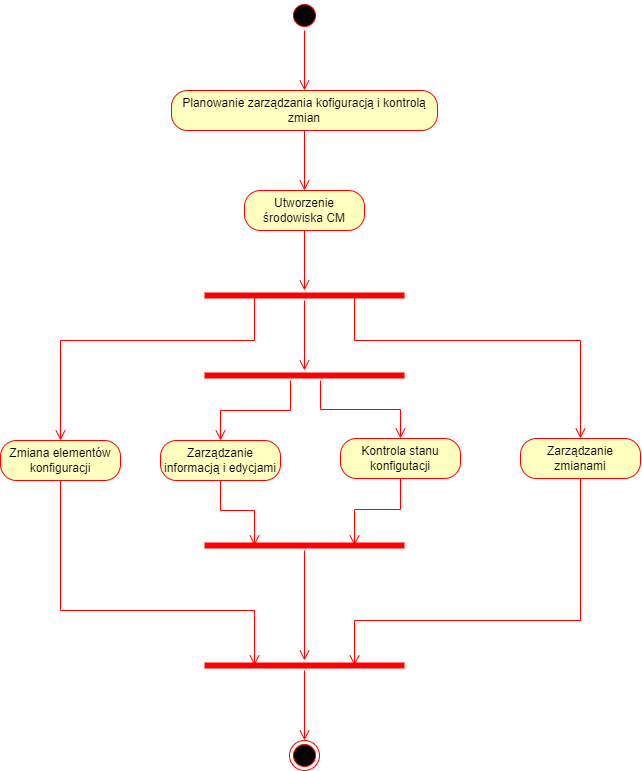 Planowanie zarządzania kofiguracją i kontrolą
zmian
Utworzenie
środowiska CM
Zmiana elementów
konfiguracji
Zarządzanie
informacją i edycjami
Kontrola stanu
konfigutacji
Zarządzanie
zmianami